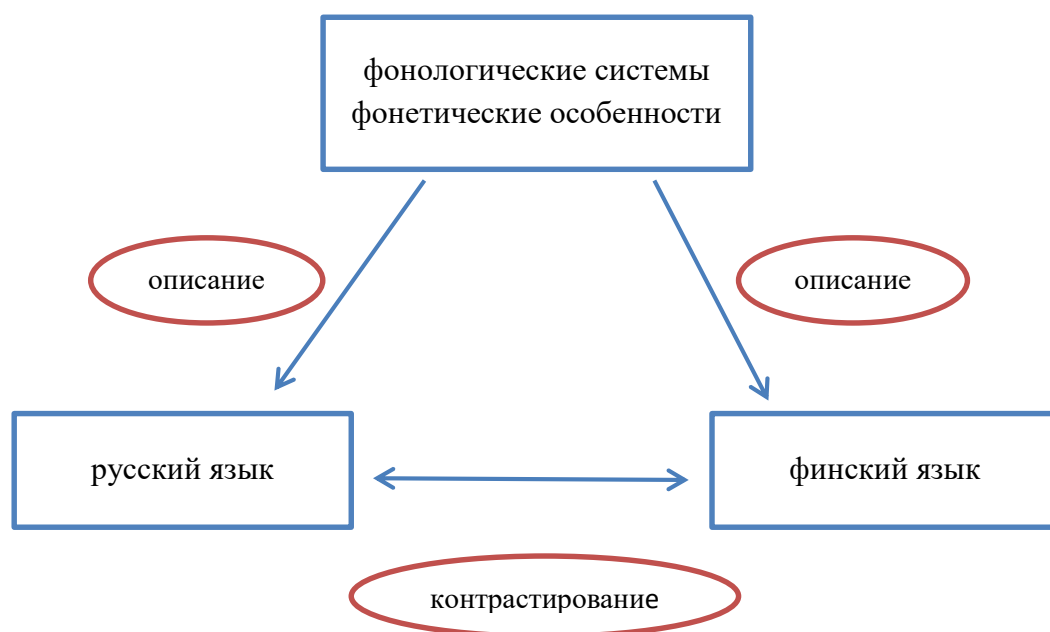 фонологические системы
фонетические особенности
описание
описание
русский язык
финский язык
контрастирование